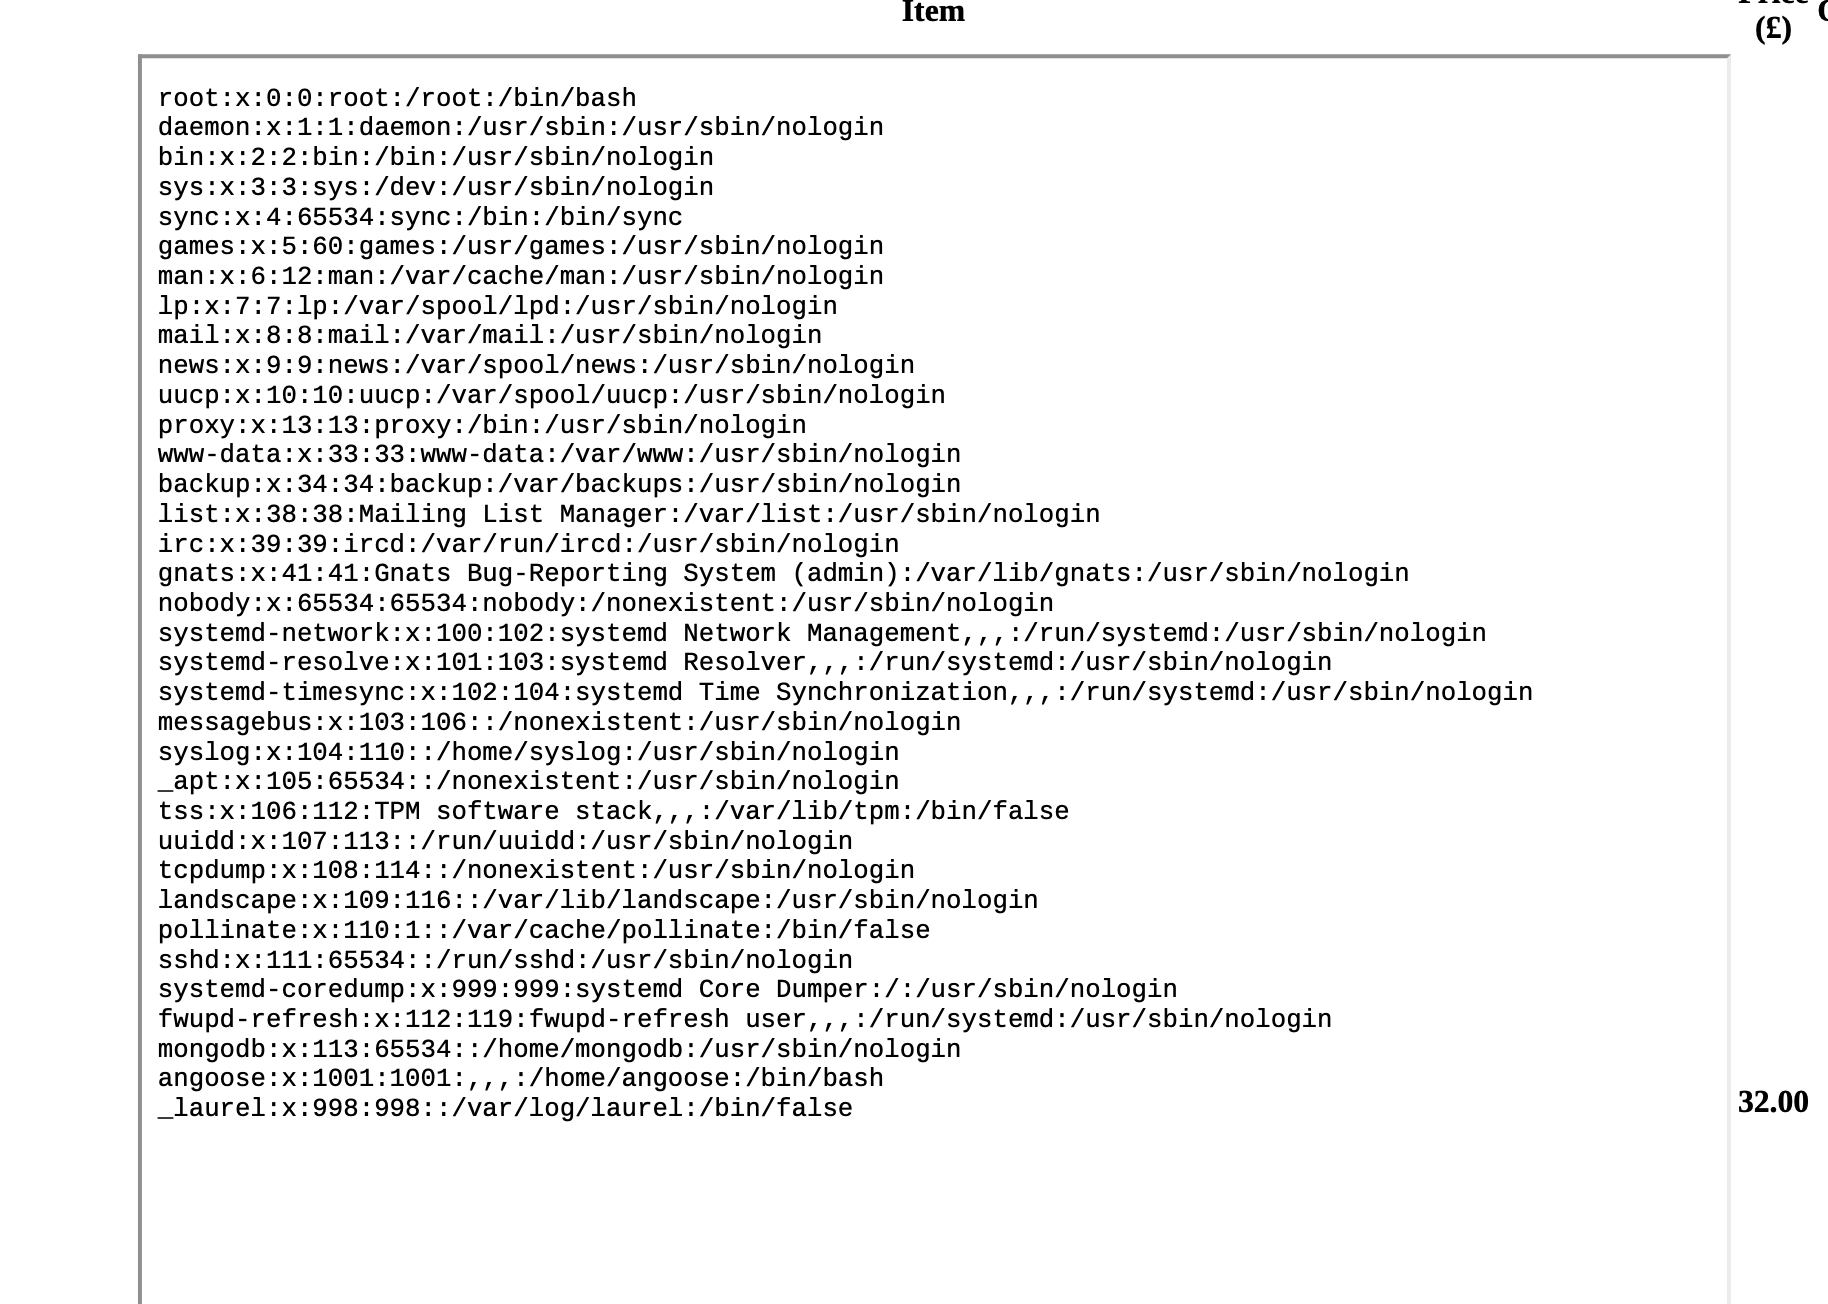 Item
(£)
root:x:0:0:root:/root:/bin/bash
daemon:x:1:1:daemon:/usr/sbin:/usr/sbin/nologin
bin:x:2:2:bin:/bin:/usr/sbin/nologin
sys:x:3:3:sys:/dev:/usr/sbin/nologin
sync:x:4:65534:sync:/bin:/bin/sync
games:x:5:60:games:/usr/games:/usr/sbin/nologin
man:x:6:12:man:/var/cache/man:/usr/sbin/nologin
lp:x:7:7:lp:/var/spool/lpd:/usr/sbin/nologin
mail:x:8:8:mail:/var/mail:/usr/sbin/nologin
news:x:9:9:news:/var/spool/news:/usr/sbin/nologin
uucp:x:10:10:uucp:/var/spool/uucp:/usr/sbin/nologin
proxy:x:13:13:proxy:/bin:/usr/sbin/nologin
www-data:x:33:33:www-data:/var/www:/usr/sbin/nologin
backup:x:34:34:backup:/var/backups:/usr/sbin/nologin
list:x:38:38:Mailing List Manager:/var/list:/usr/sbin/nologin
irc:x:39:39:ircd:/var/run/ircd:/usr/sbin/nologin
gnats:x:41:41:Gnats Bug-Reporting System (admin):/var/lib/gnats:/usr/sbin/nologin
nobody:x:65534:65534:nobody:/nonexistent:/usr/sbin/nologin
systemd-network:x:100:102:systemd Network Management,,,:/run/systemd:/usr/sbin/nologin
systemd-resolve:x:101:103:systemd Resolver,,,:/run/systemd:/usr/sbin/nologin
systemd-timesync:x:102:104:systemd Time Synchronization,,,:/run/systemd:/usr/sbin/nologin
messagebus:x:103:106::/nonexistent:/usr/sbin/nologin
syslog:x:104:110::/home/syslog:/usr/sbin/nologin
_apt:x:105:65534::/nonexistent:/usr/sbin/nologin
tss:x:106:112:TPM software stack,,,:/var/lib/tpm:/bin/false
uuidd:x:107:113::/run/uuidd:/usr/sbin/nologin
tcpdump:x:108:114::/nonexistent:/usr/sbin/nologin
landscape:x:109:116::/var/lib/landscape:/usr/sbin/nologin
pollinate:x:110:1::/var/cache/pollinate:/bin/false
sshd:x:111:65534::/run/sshd:/usr/sbin/nologin
systemd-coredump:x:999:999:systemd Core Dumper:/:/usr/sbin/nologin
fwupd-refresh:x:112:119:fwupd-refresh user,,,:/run/systemd:/usr/sbin/nologin
mongodb:x:113:65534::/home/mongodb:/usr/sbin/nologin
angoose:x:1001:1001:,,,:/home/angoose:/bin/bash
_laurel:x:998:998::/var/log/laurel:/bin/false
32.00